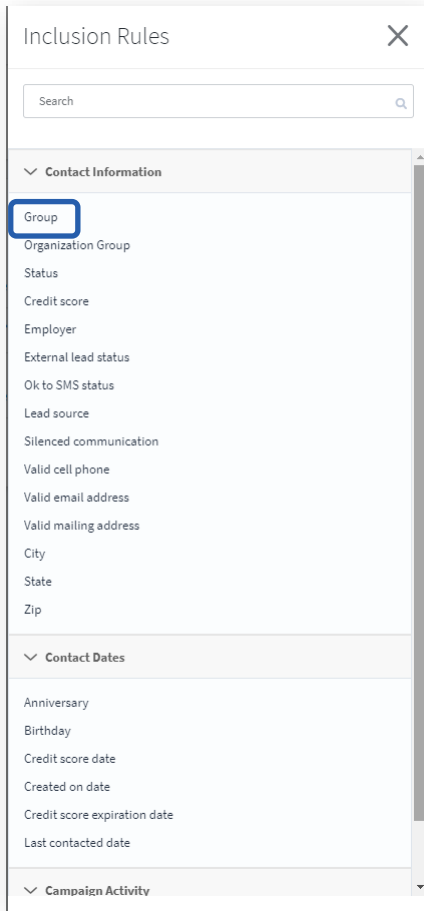 Inclusion Rules
Search
Contact Information
Group
Organization Group
Status
Credit score
Employer
External lead status
Ok to SMS status
Lead source
Silenced communication
Valid cell phone
Valid email address
Valid mailing address
City
State
Zip
Contact Dates
Anniversary
Birthday
Credit score date
Created on date
Credit score expiration date
Last contacted date
Campaign Activity